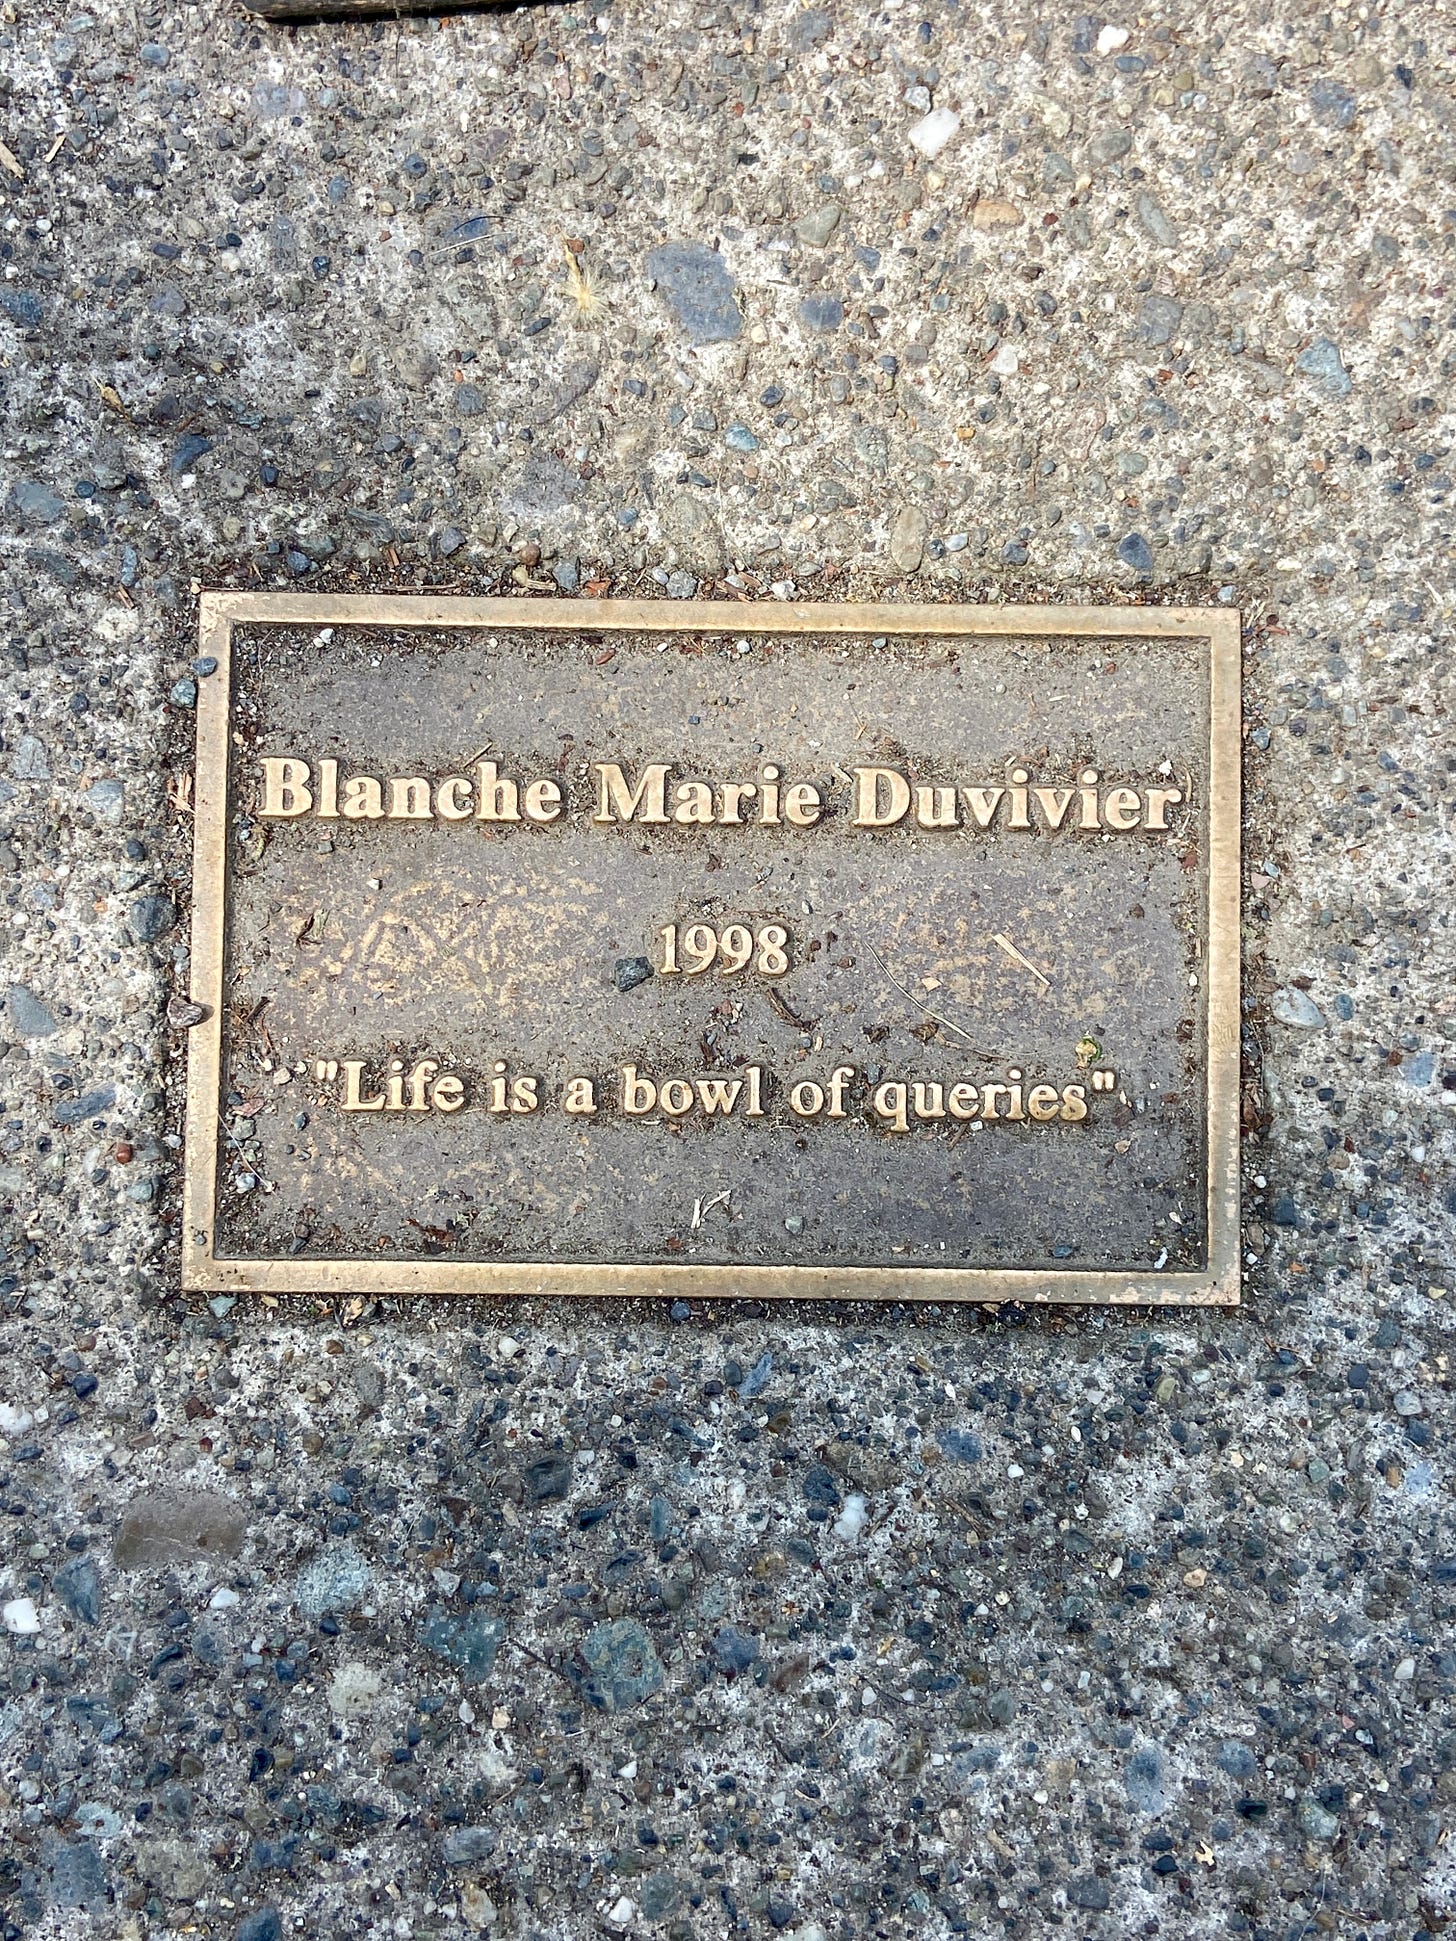 Blanche Marie Duvivier
1998
"Life is a bowl of queries"